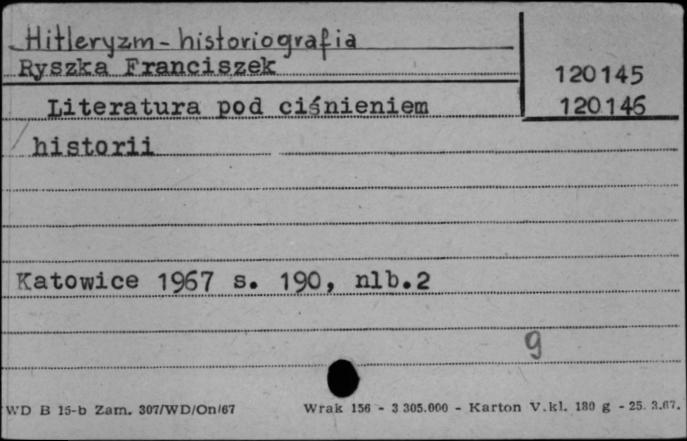 Hitleryzm - historiografia
Ryszka Franciszek
120145
Literatura pod ciśnieniem
120146
historii
Katowice 1967 s. 190, nlb.2
g
WD B 15-b Zam. 307/WD/On/67 Wrak 156 - 3 305.000 - Karton V.kl. 180 g - 25. 3.67.